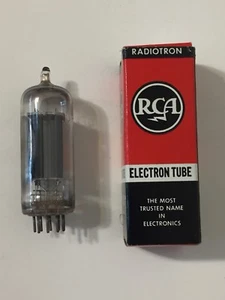 RADIOTRON
RCA
ELECTRON TUBE
THE MOST
TRUSTED NAME
IN
ELECTRONICS